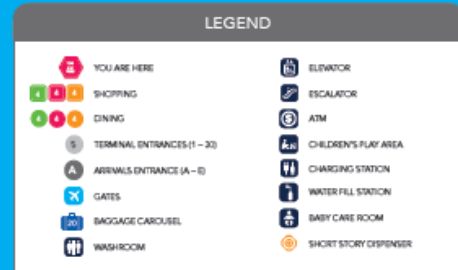 LEGEND
YOU ARE HERE
SHOPPING
DINING
TERMINAL ENTRANCES (1 – 20)
ARRIVALS ENTRANCE (A – E)
GATES
BAGGAGE CAROUSEL
WASHROOM
ELEVATOR
ESCALATOR
ATM
CHILDREN'S PLAY AREA
CHARGING STATION
WATER FILL STATION
BABY CARE ROOM
SHORT STORY DISPENSER